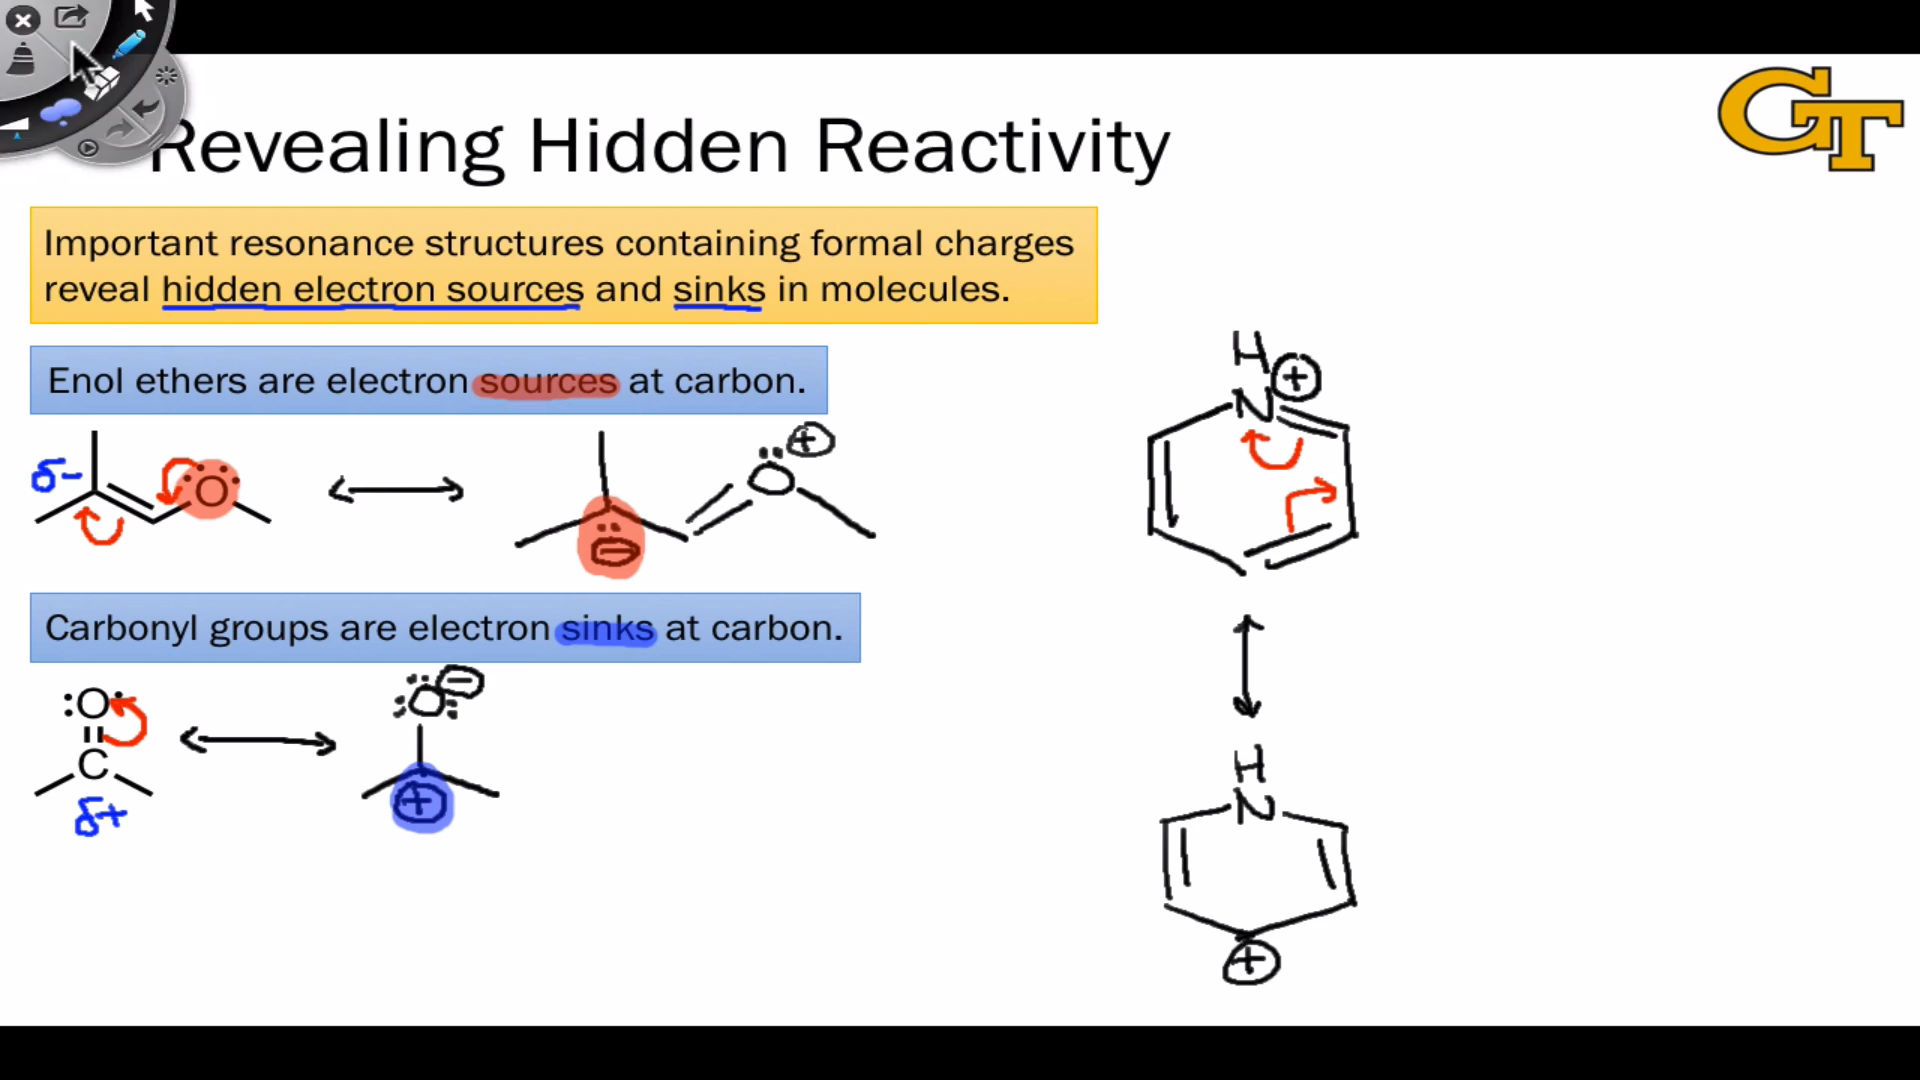 GT
Revealing Hidden Reactivity
Important resonance structures containing formal charges
reveal hidden electron sources and sinks in molecules.
Enol ethers are electron sources at carbon.
δ-
O
O
+
-
Carbonyl groups are electron sinks at carbon.
O
C
δ+
O
-
+
H
N
+
H
N
+